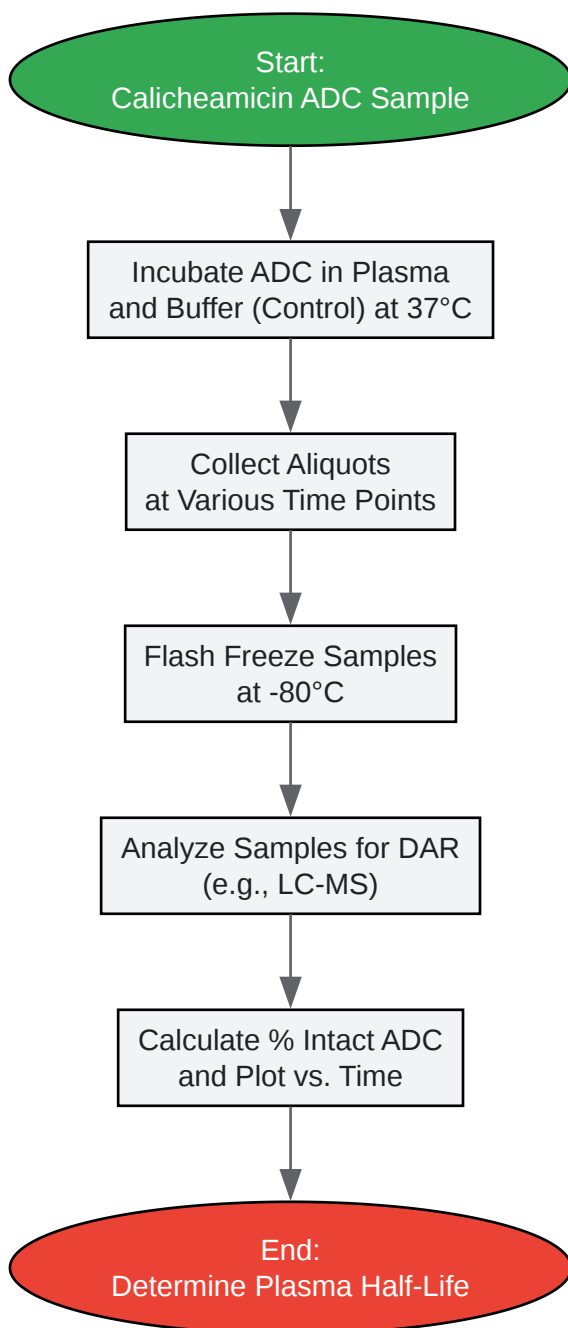 Start:
Calicheamicin ADC Sample
Incubate ADC in Plasma
and Buffer (Control) at 37°C
Collect Aliquots
at Various Time Points
Flash Freeze Samples
at -80°C
Analyze Samples for DAR
(e.g., LC-MS)
Calculate % Intact ADC
and Plot vs. Time
End:
Determine Plasma Half-Life